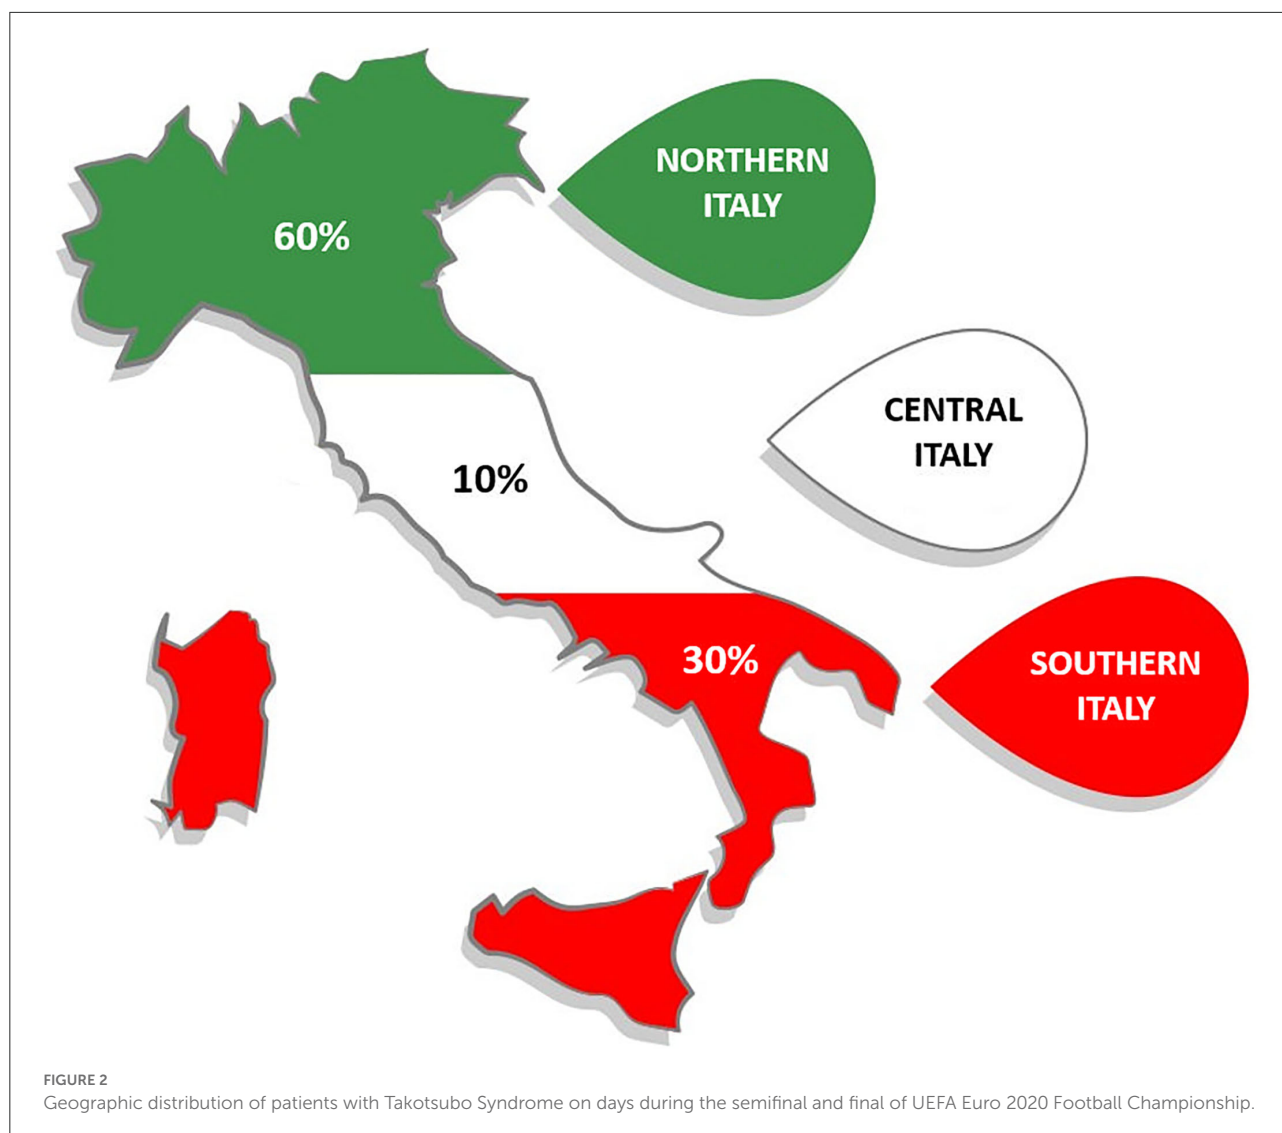 NORTHERN
ITALY
60%
CENTRAL
ITALY
10%
30%
SOUTHERN
ITALY
FIGURE 2
Geographic distribution of patients with Takotsubo Syndrome on days during the semifinal and final of UEFA Euro 2020 Football Championship.